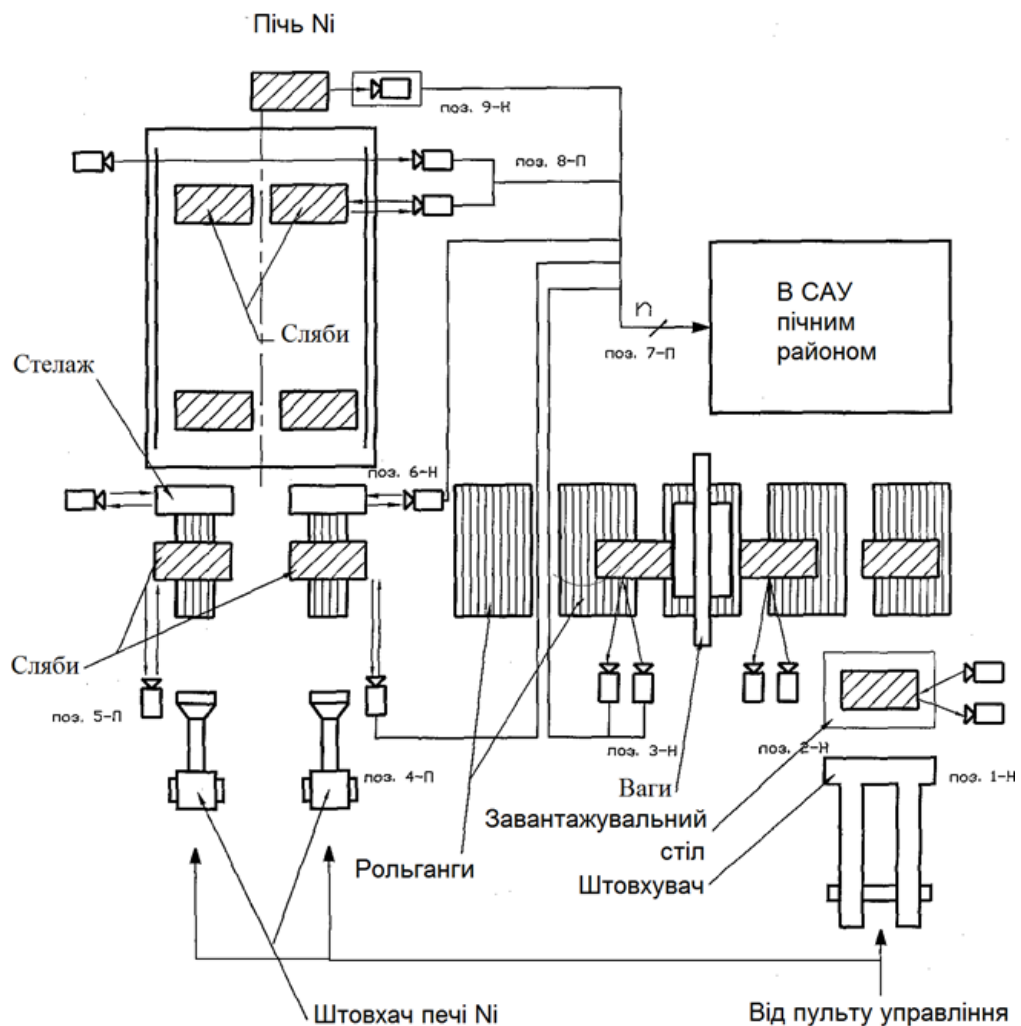 Пічь Ni
поз. 9-Н
поз. 8-П
Сляби
Стелаж
n
поз. 7-П
В САУ
пічним
районом
поз. 6-Н
Сляби
поз. 5-П
поз. 4-П
поз. 3-Н
поз. 2-Н
поз. 1-Н
Ваги
Завантажувальний
стіл
Рольганги
Штовхувач
Штовхач печі Ni
Від пульту управління